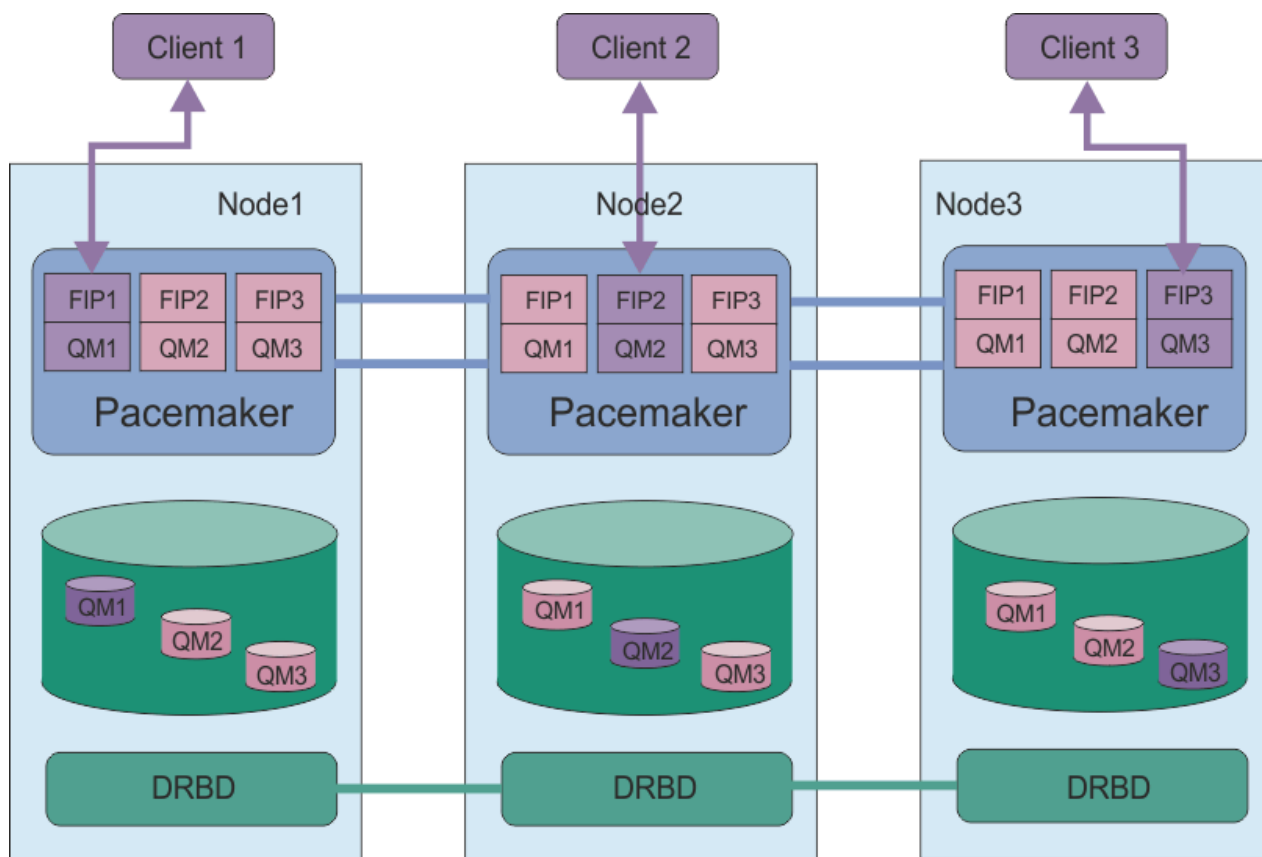 Client 1
Client 2
Client 3
Node1
Node2
Node3
FIP1 FIP2 FIP3
QM1 QM2 QM3
Pacemaker
FIP1 FIP2 FIP3
QM1 QM2 QM3
Pacemaker
FIP1 FIP2 FIP3
QM1 QM2 QM3
Pacemaker
QM1
QM2
QM3
QM1
QM2
QM3
QM1
QM2
QM3
DRBD
DRBD
DRBD